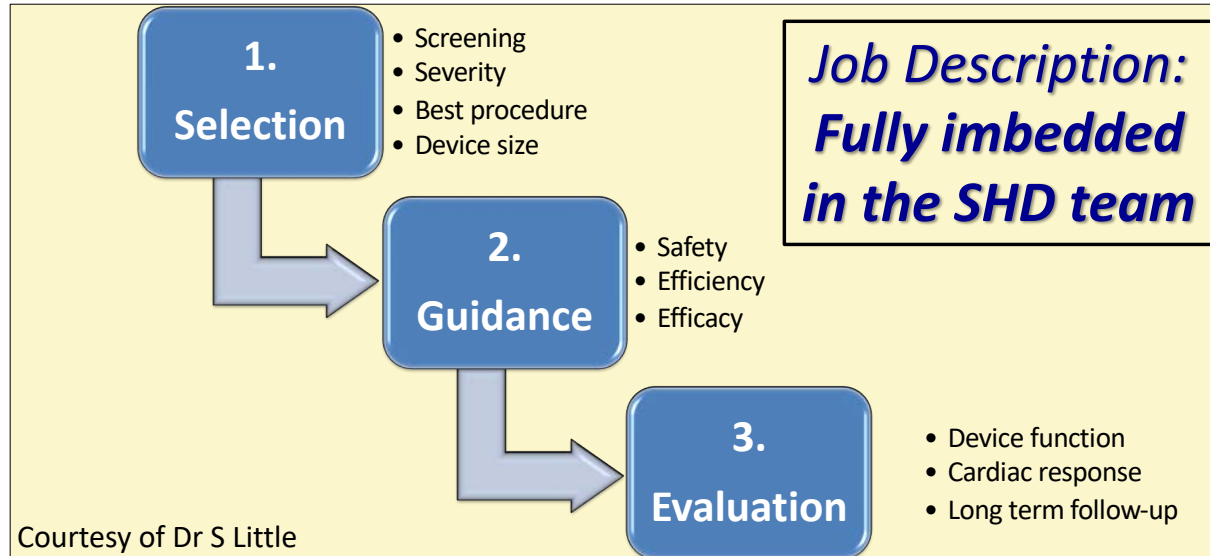 1.
Selection
• Screening
• Severity
• Best procedure
• Device size
Job Description:
Fully imbedded
in the SHD team
2.
Guidance
• Safety
• Efficiency
• Efficacy
3.
Evaluation
• Device function
• Cardiac response
• Long term follow-up
Courtesy of Dr S Little